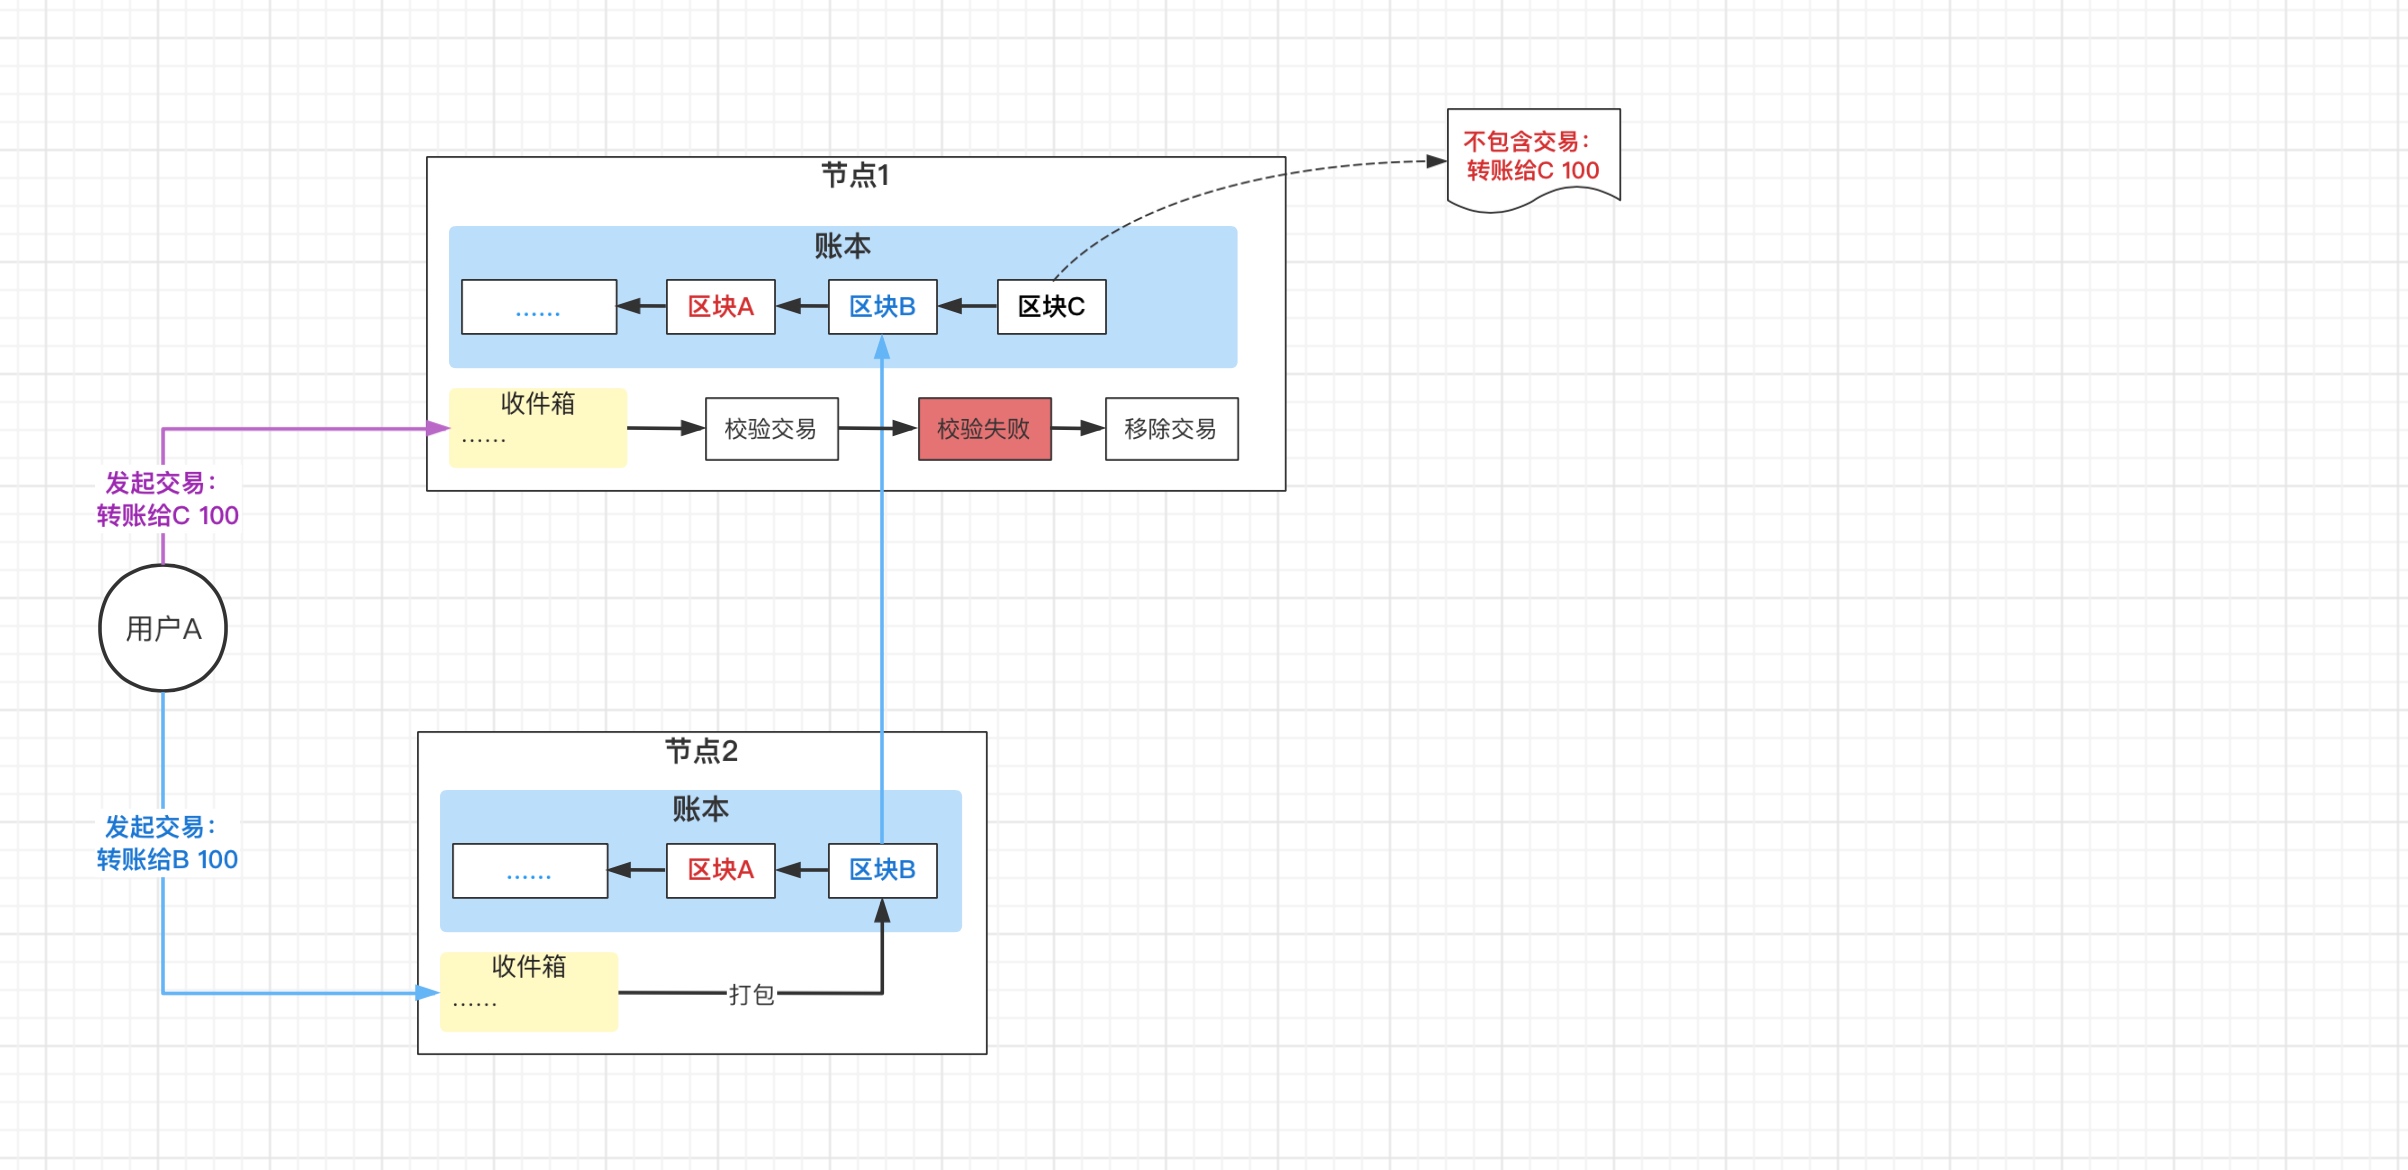 不包含交易：
转账给C 100
节点1
账本
……
区块A
区块B
区块C
收件箱
……
校验交易
校验失败
移除交易
发起交易：
转账给C 100
用户A
发起交易：
转账给B 100
节点2
账本
……
区块A
区块B
收件箱
……
打包